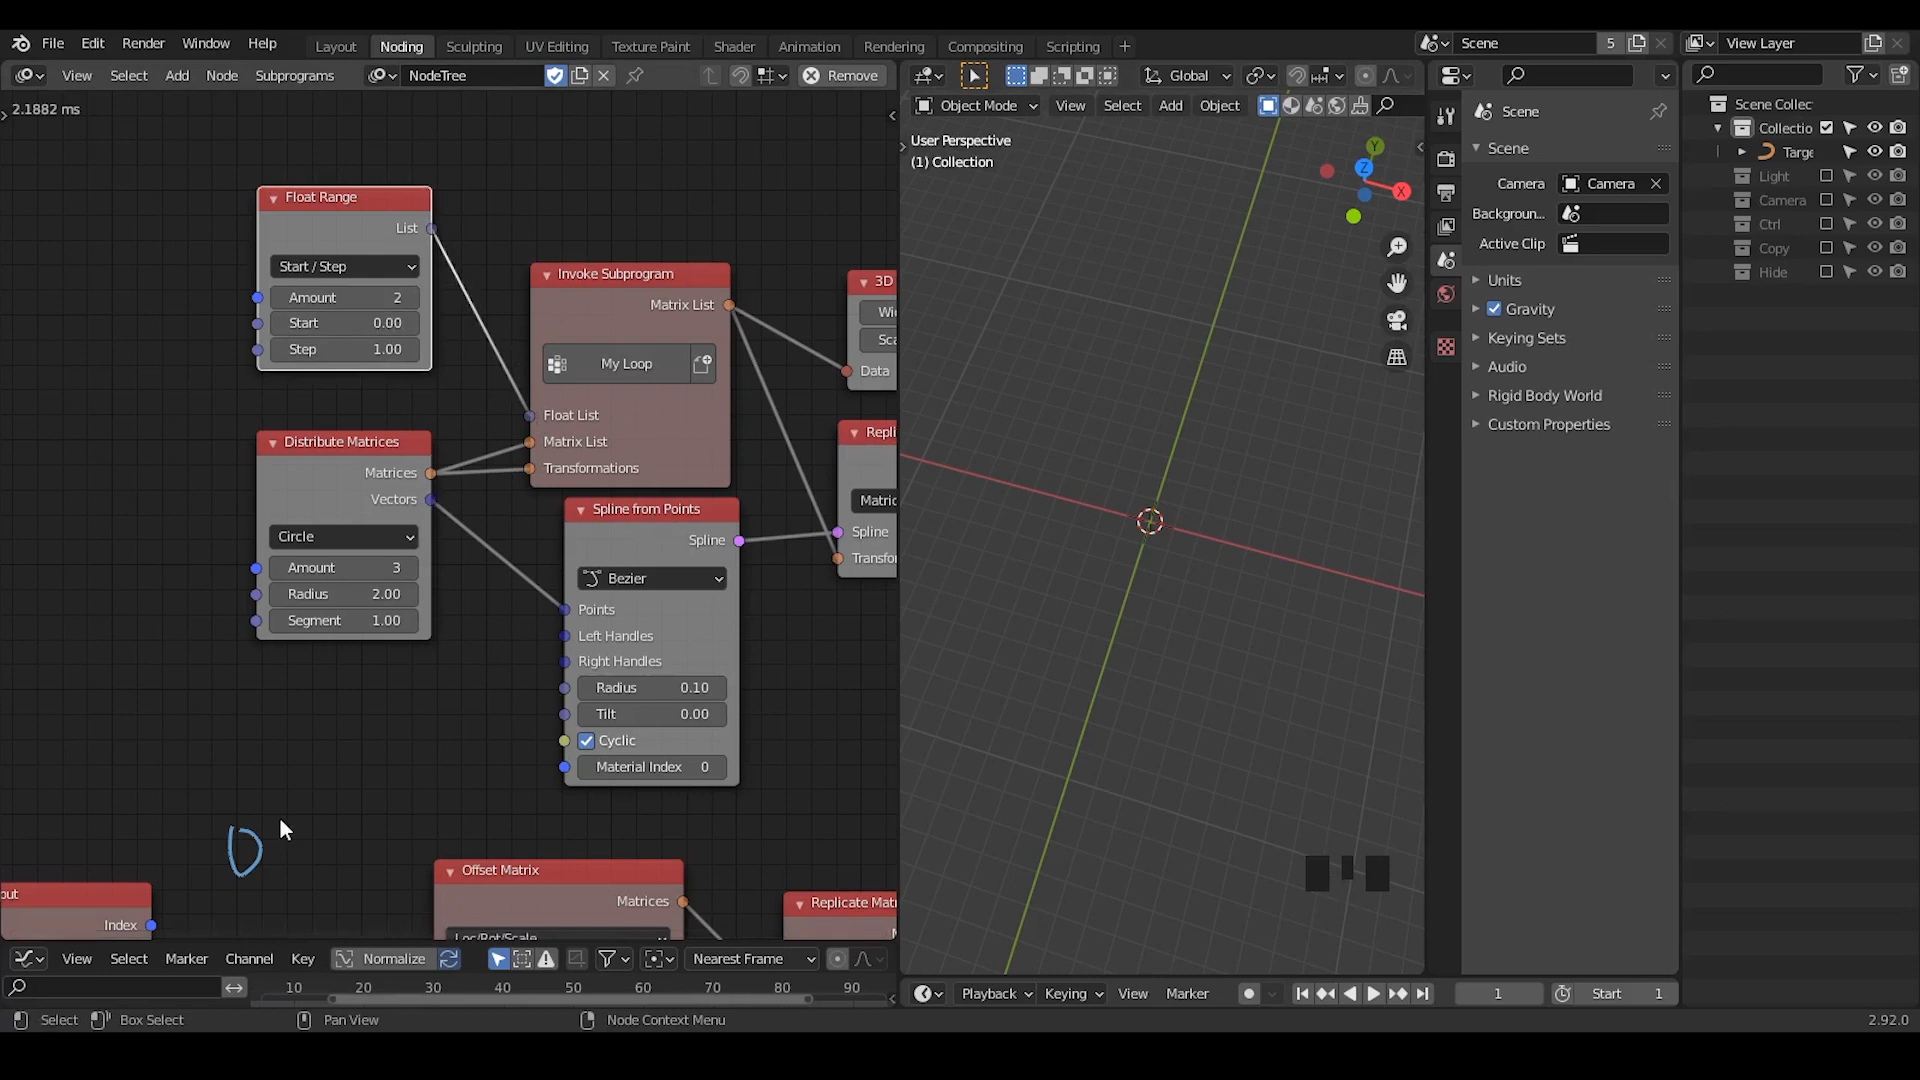 File Edit Render Window Help Layout Noding Sculpting UV Editing Texture Paint Shader Animation Rendering Compositing Scripting + Scene 5 View Layer
View Select Add Node Subprograms NodeTree Remove Global
Object Mode View Select Add Object
2.1882 ms
User Perspective
(1) Collection
Y
Z
X
Float Range
List
Start / Step
Amount 2
Start 0.00
Step 1.00
Invoke Subprogram
Matrix List
My Loop
Float List
Matrix List
Transformations
3D
Wi
Sca
Data
Distribute Matrices
Matrices
Vectors
Circle
Amount 3
Radius 2.00
Segment 1.00
Spline from Points
Spline
Bezier
Points
Left Handles
Right Handles
Radius 0.10
Tilt 0.00
Cyclic
Material Index 0
Repli
Matric
Spline
Transfor
D
put
Index
Offset Matrix
Matrices
Loc/Rot/Scale
Replicate Mat
Scene
Scene
Camera Camera
Backgroun...
Active Clip
Units
Gravity
Keying Sets
Audio
Rigid Body World
Custom Properties
Scene Collec
Collectio
Targe
Light
Camera
Ctrl
Copy
Hide
View Select Marker Channel Key Normalize Nearest Frame
10 20 30 40 50 60 70 80 90
Playback Keying View Marker 1 Start 1
Select Box Select Pan View Node Context Menu 2.92.0